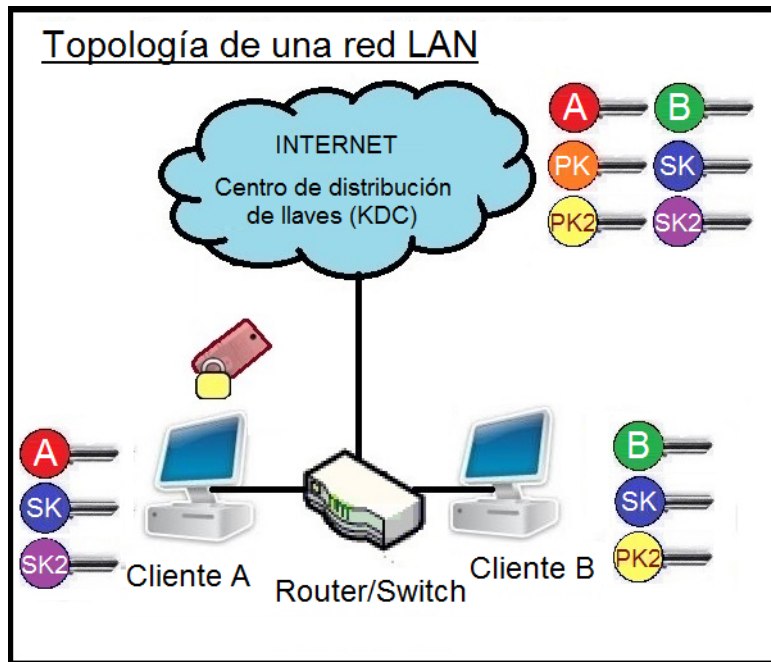 Topología de una red LAN
INTERNET
Centro de distribución
de llaves (KDC)
A
B
PK
SK
PK2
SK2
A
SK
SK2
Cliente A
Router/Switch
Cliente B
B
SK
PK2